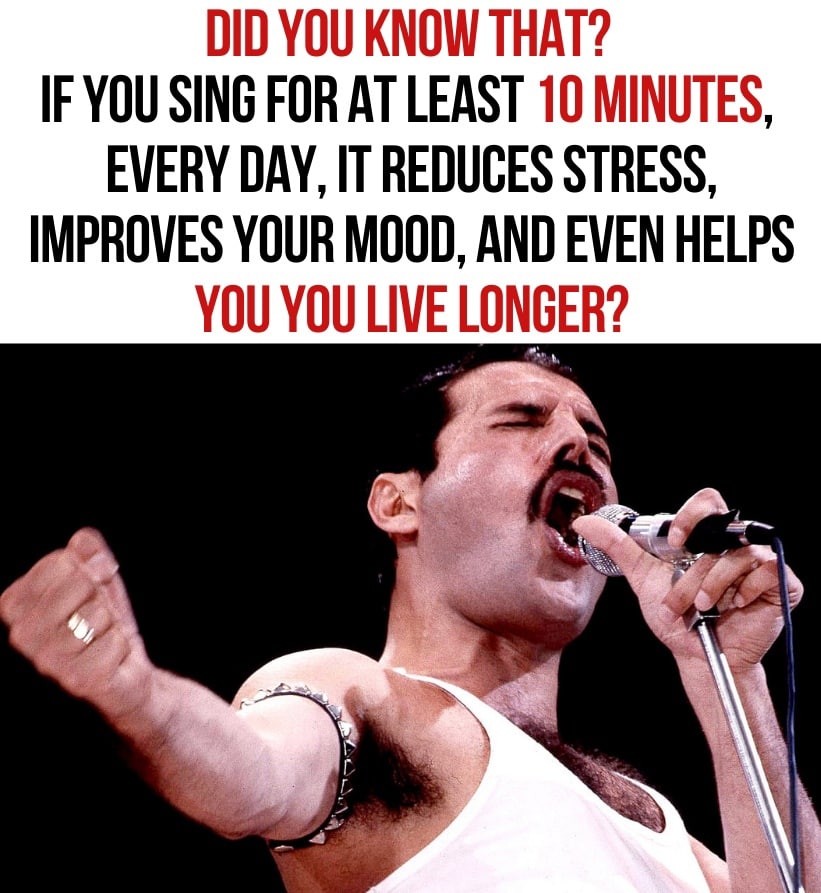 DID YOU KNOW THAT?
IF YOU SING FOR AT LEAST 10 MINUTES,
EVERY DAY, IT REDUCES STRESS,
IMPROVES YOUR MOOD, AND EVEN HELPS
YOU YOU LIVE LONGER?